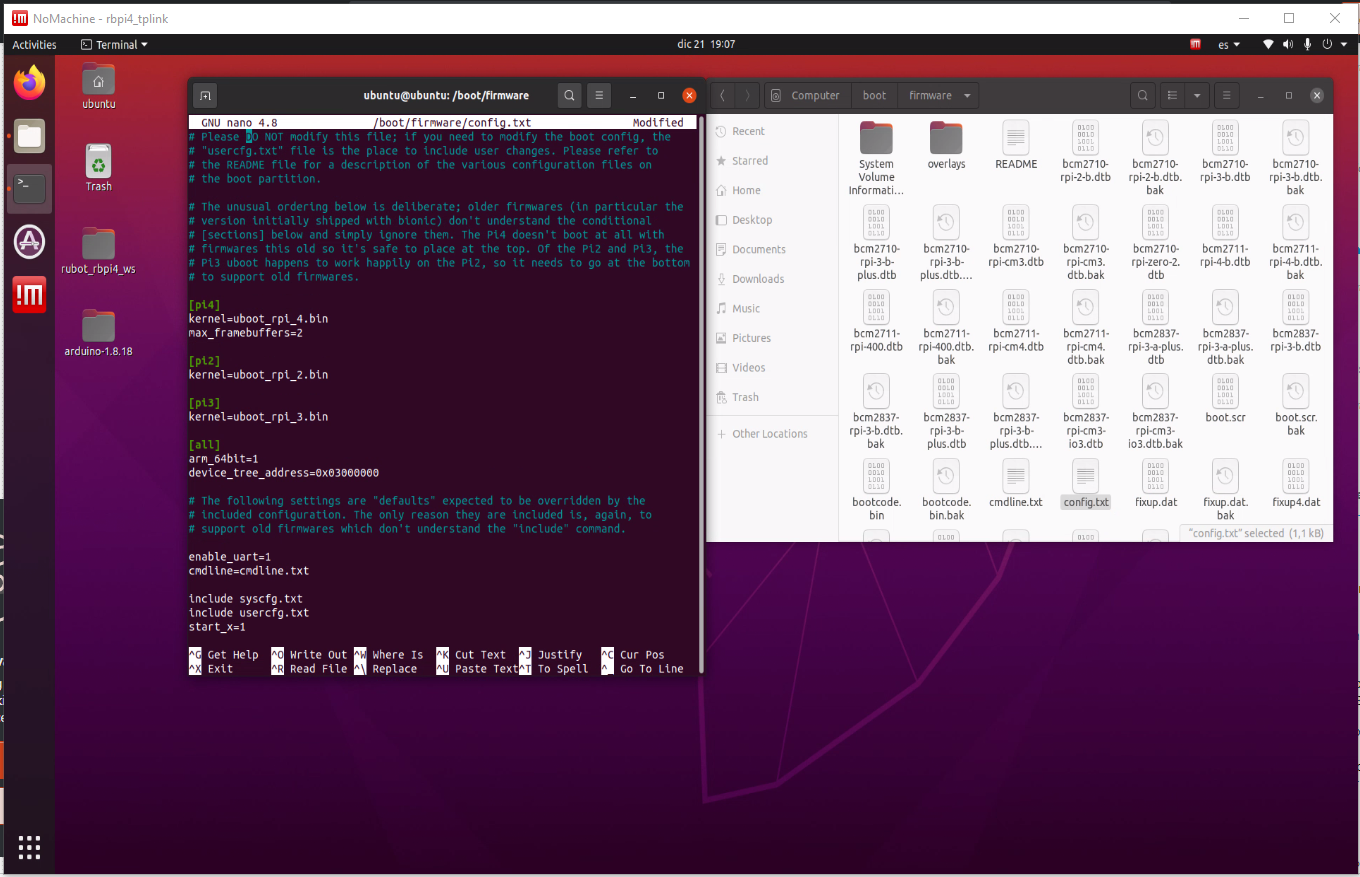 NoMachine - rbpi4_tplink
Activities
Terminal
dic 21 19:07
es
ubuntu
Trash
rubot_rbpi4_ws
arduino-1.8.18
ubuntu@ubuntu: /boot/firmware
GNU nano 4.8 /boot/firmware/config.txt Modified
# Please DO NOT modify this file; if you need to modify the boot config, the
# "usercfg.txt" file is the place to include user changes. Please refer to
# the README file for a description of the various configuration files on
# the boot partition.
# The unusual ordering below is deliberate; older firmwares (in particular the
# version initially shipped with bionic) don't understand the conditional
# [sections] below and simply ignore them. The Pi4 doesn't boot at all with
# firmwares this old so it's safe to place at the top. Of the Pi2 and Pi3, the
# Pi3 uboot happens to work happily on the Pi2, so it needs to go at the bottom
# to support old firmwares.
[pi4]
kernel=uboot_rpi_4.bin
max_framebuffers=2
[pi2]
kernel=uboot_rpi_2.bin
[pi3]
kernel=uboot_rpi_3.bin
[all]
arm_64bit=1
device_tree_address=0x03000000
# The following settings are "defaults" expected to be overridden by the
# included configuration. The only reason they are included is, again, to
# support old firmwares which don't understand the "include" command.
enable_uart=1
cmdline=cmdline.txt
include syscfg.txt
include usercfg.txt
start_x=1
^G Get Help ^O Write Out ^W Where Is ^K Cut Text ^J Justify ^C Cur Pos
^X Exit ^R Read File ^\ Replace ^U Paste Text ^T To Spell ^_ Go To Line
Computer boot firmware
Recent
Starred
Home
Desktop
Documents
Downloads
Music
Pictures
Videos
Trash
Other Locations
System Volume Informati...
overlays
README
bcm2710-rpi-2-b.dtb
bcm2710-rpi-2-b.dtb.bak
bcm2710-rpi-3-b.dtb
bcm2710-rpi-3-b.dtb.bak
bcm2710-rpi-3-b-plus.dtb
bcm2710-rpi-3-b-plus.dtb....
bcm2710-rpi-cm3.dtb
bcm2710-rpi-cm3.dtb.bak
bcm2710-rpi-zero-2.dtb
bcm2711-rpi-4-b.dtb
bcm2711-rpi-4-b.dtb.bak
bcm2711-rpi-400.dtb
bcm2711-rpi-400.dtb.bak
bcm2711-rpi-cm4.dtb
bcm2711-rpi-cm4.dtb.bak
bcm2837-rpi-3-a-plus.dtb
bcm2837-rpi-3-a-plus.dtb.bak
bcm2837-rpi-3-b.dtb
bcm2837-rpi-3-b.dtb.bak
bcm2837-rpi-3-b-plus.dtb
bcm2837-rpi-3-b-plus.dtb....
bcm2837-rpi-cm3-io3.dtb
bcm2837-rpi-cm3-io3.dtb.bak
boot.scr
boot.scr.bak
bootcode.bin
bootcode.bin.bak
cmdline.txt
config.txt
fixup.dat
fixup.dat.bak
fixup4.dat
"config.txt" selected (1,1 kB)